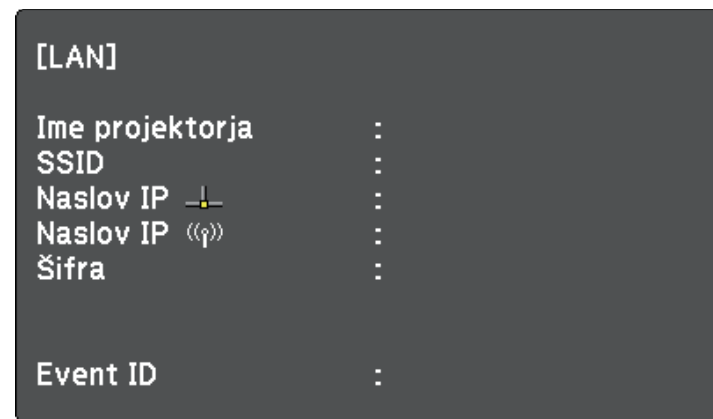 [LAN]
Ime projektorja :
SSID :
Naslov IP :
Naslov IP :
Šifra :
Event ID :